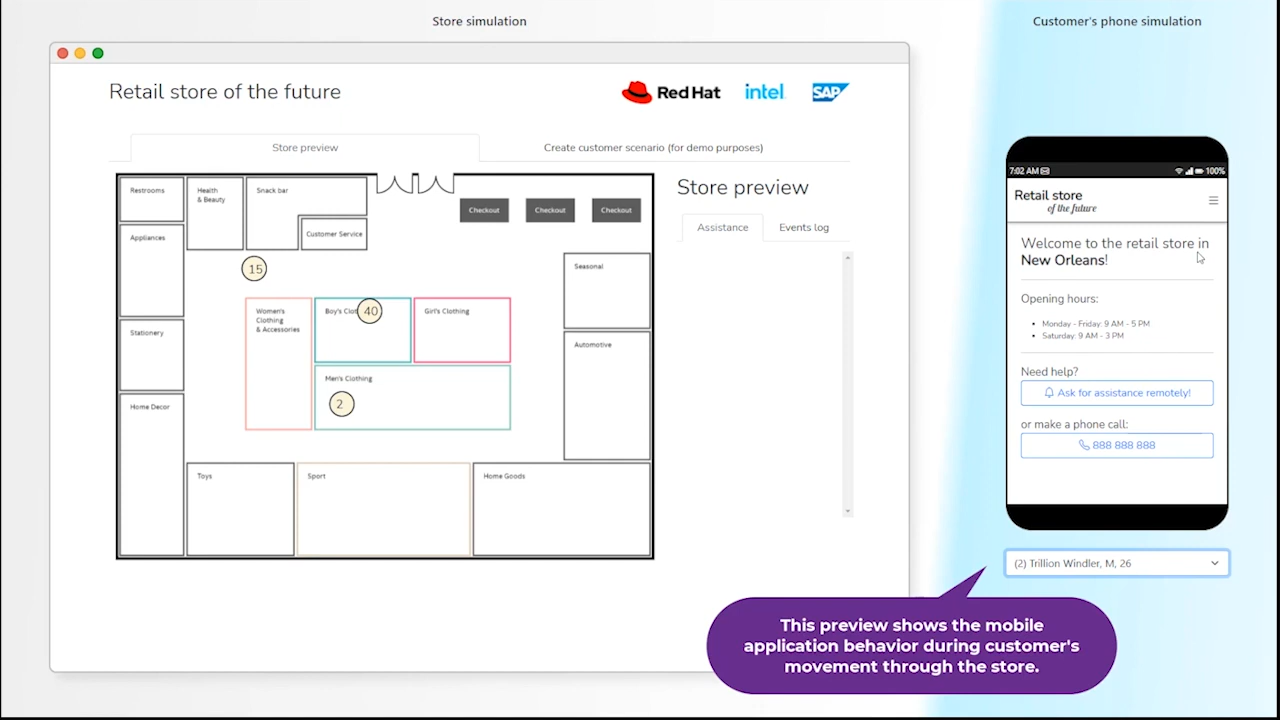 Store simulation
Customer's phone simulation
Retail store of the future
Red Hat
intel
SAP
Store preview
Create customer scenario (for demo purposes)
Restrooms
Health
& Beauty
Snack bar
Customer Service
Checkout
Checkout
Checkout
Appliances
15
Seasonal
Women's
Clothing
& Accessories
Boy's Clot
40
Girl's Clothing
Stationery
Automotive
Men's Clothing
2
Home Decor
Toys
Sport
Home Goods
Store preview
Assistance
Events log
7:02 AM
100%
Retail store
of the future
Welcome to the retail store in
New Orleans!
Opening hours:
• Monday - Friday: 9 AM - 5 PM
• Saturday: 9 AM - 3 PM
Need help?
Ask for assistance remotely!
or make a phone call:
888 888 888
(2) Trillion Windler, M, 26
This preview shows the mobile
application behavior during customer's
movement through the store.